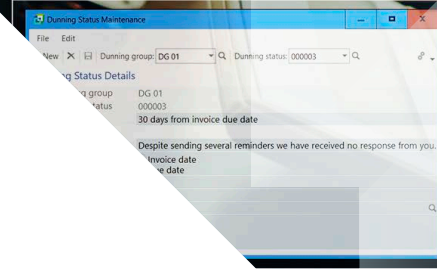 Dunning Status Maintenance
File Edit
New Dunning group: DG 01 Dunning status: 000003
Status Details
group DG 01
000003
30 days from invoice due date
Despite sending several reminders we have received no response from you.
Invoice date
date